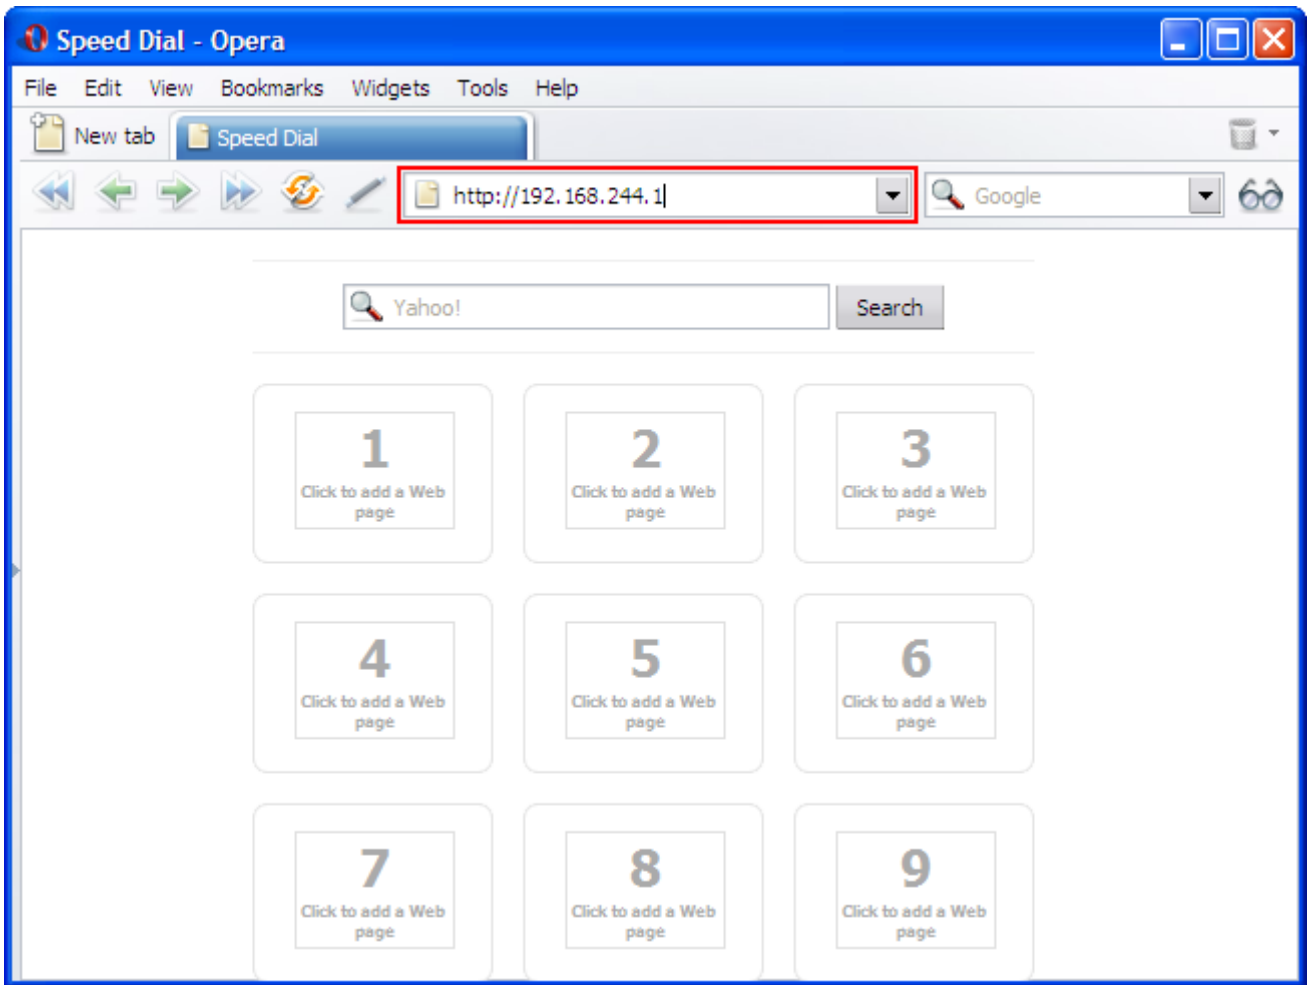 Speed Dial - Opera
File Edit View Bookmarks Widgets Tools Help
New tab Speed Dial
http://192.168.244.1 Google
Yahoo! Search
1 2 3
Click to add a Web Click to add a Web Click to add a Web
page page page
4 5 6
Click to add a Web Click to add a Web Click to add a Web
page page page
7 8 9
Click to add a Web Click to add a Web Click to add a Web
page page page